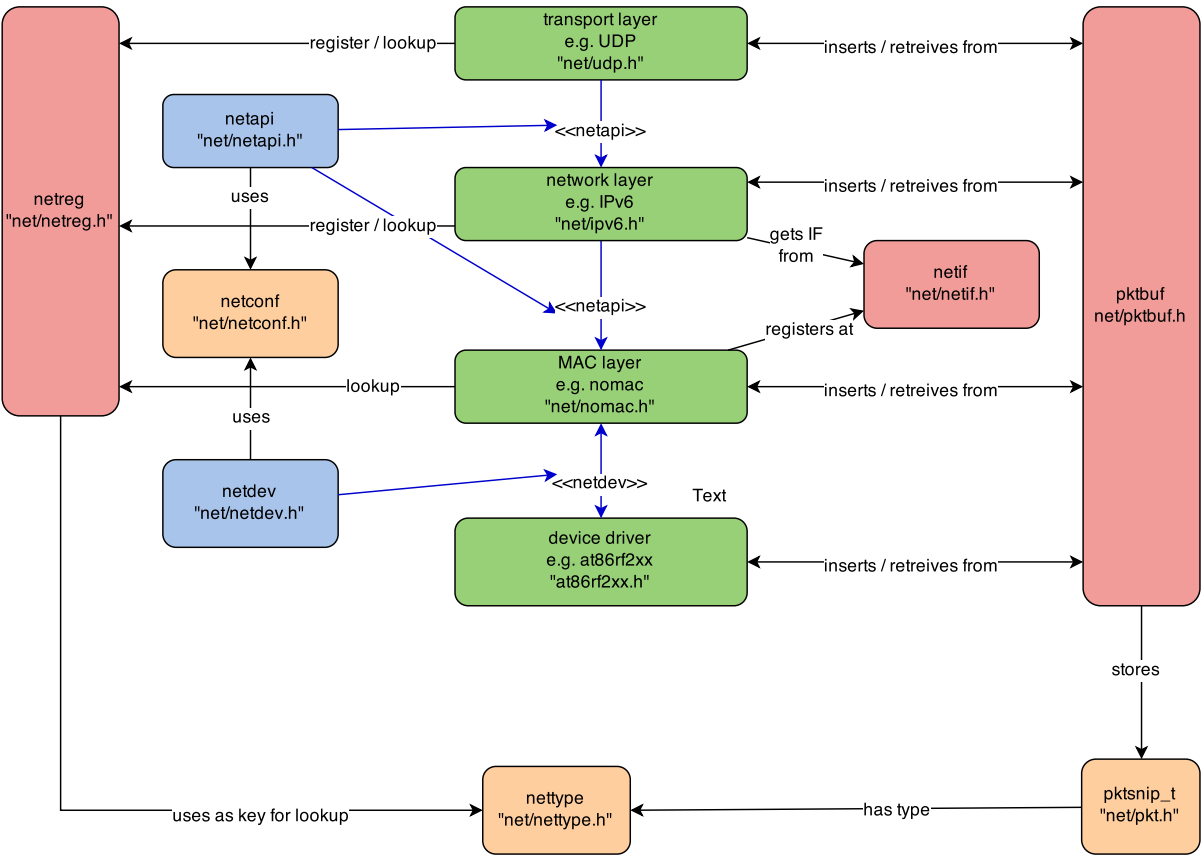 transport layer
e.g. UDP
"net/udp.h"
register / lookup
inserts / retreives from
netapi
"net/netapi.h"
<<netapi>>
netreg
"net/netreg.h"
uses
network layer
e.g. IPv6
"net/ipv6.h"
inserts / retreives from
register / lookup
gets IF
from
netif
"net/netif.h"
pktbuf
net/pktbuf.h
netconf
"net/netconf.h"
<<netapi>>
registers at
MAC layer
e.g. nomac
"net/nomac.h"
lookup
inserts / retreives from
uses
netdev
"net/netdev.h"
<<netdev>>
Text
device driver
e.g. at86rf2xx
"at86rf2xx.h"
inserts / retreives from
stores
uses as key for lookup
nettype
"net/nettype.h"
has type
pktsnip_t
"net/pkt.h"